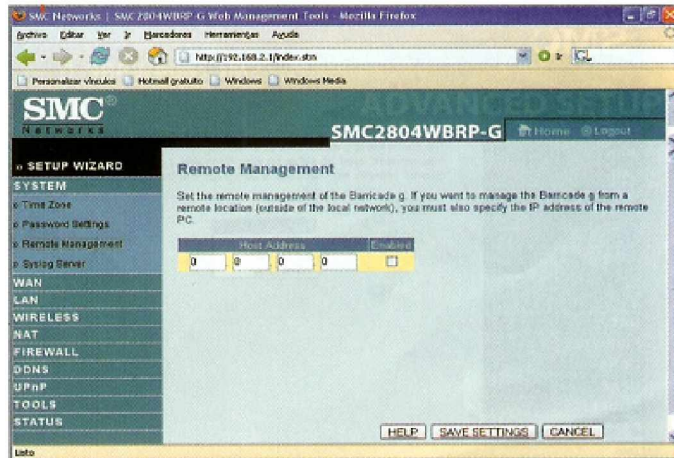 SMC Networks | SMC2804WBRP-G Web Management Tools - Mozilla Firefox
Archivo Editar Ver Ir Marcadores Herramientas Ayuda
http://192.168.2.1/index.stm
G
Personalizar vínculos Hotmail gratuito Windows Windows Media
SMC®
Networks
ADVANCED SETUP
SMC2804WBRP-G
Home Logout
» SETUP WIZARD
SYSTEM
» Time Zone
» Password Settings
» Remote Management
» Syslog Server
WAN
LAN
WIRELESS
NAT
FIREWALL
DDNS
UPnP
TOOLS
STATUS
Remote Management
Set the remote management of the Barricade g. If you want to manage the Barricade g from a
remote location (outside of the local network), you must also specify the IP address of the remote
PC.
Host Address Enabled
0 . 0 . 0 . 0
HELP SAVE SETTINGS CANCEL
Listo